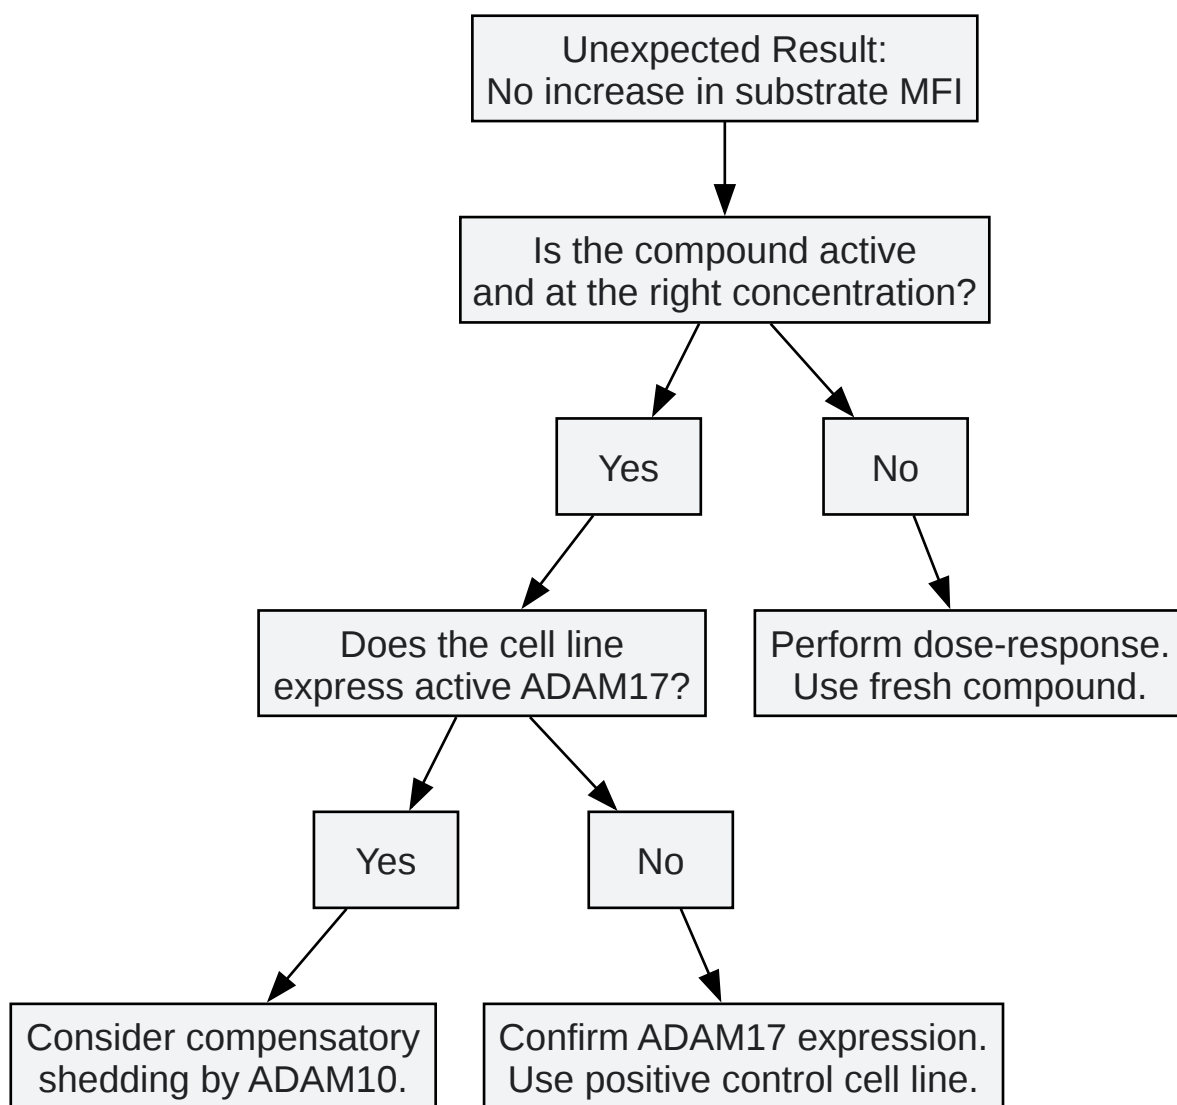 Unexpected Result:
No increase in substrate MFI
Is the compound active
and at the right concentration?
Yes
No
Does the cell line
express active ADAM17?
Perform dose-response.
Use fresh compound.
Yes
No
Consider compensatory
shedding by ADAM10.
Confirm ADAM17 expression.
Use positive control cell line.